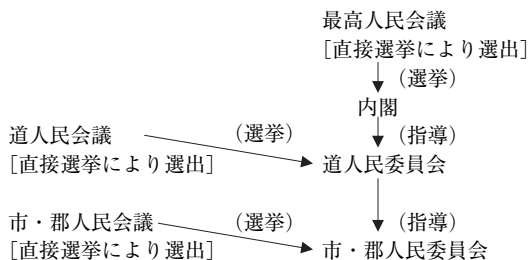 最高人民会議
[直接選挙により選出]
(選挙)
内閣
道人民会議
(選挙)
(指導)
[直接選挙により選出]
道人民委員会
市・郡人民会議
(選挙)
(指導)
[直接選挙により選出]
市・郡人民委員会